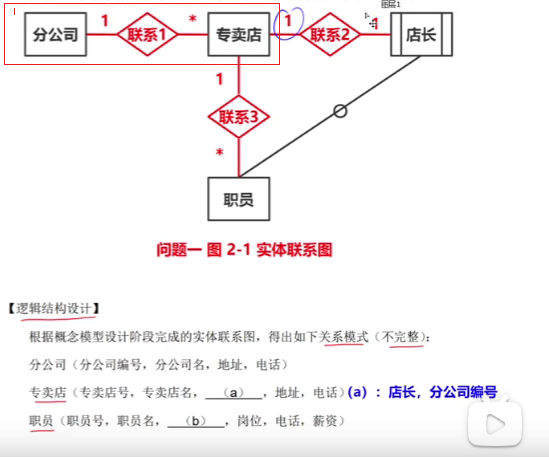 图层1
分公司 1 联系1 * 专卖店 1 联系2 1 店长
1
联系3
*
职员
问题一 图 2-1 实体联系图
【逻辑结构设计】
根据概念模型设计阶段完成的实体联系图，得出如下关系模式（不完整）：
分公司（分公司编号，分公司名，地址，电话）
专卖店（专卖店号，专卖店名，（a），地址，电话）(a)：店长，分公司编号
职员（职员号，职员名，（b），岗位，电话，薪资）